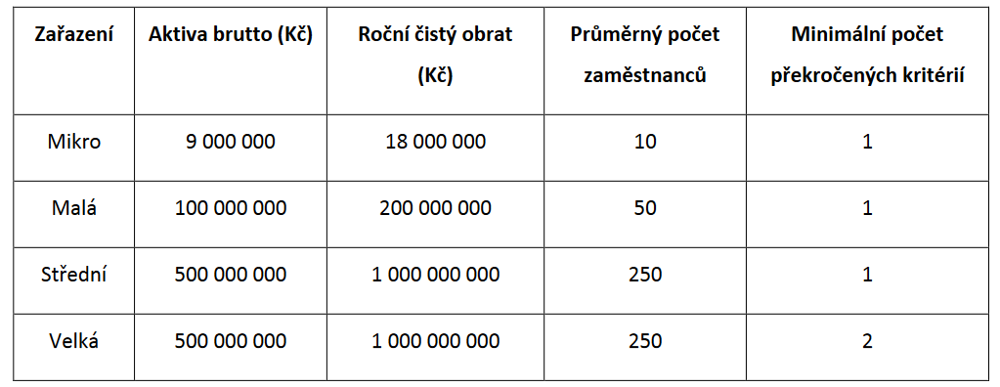 Zařazení Aktiva brutto (Kč) Roční čistý obrat (Kč) Průměrný počet zaměstnanců Minimální počet překročených kritérií
Mikro 9 000 000 18 000 000 10 1
Malá 100 000 000 200 000 000 50 1
Střední 500 000 000 1 000 000 000 250 1
Velká 500 000 000 1 000 000 000 250 2